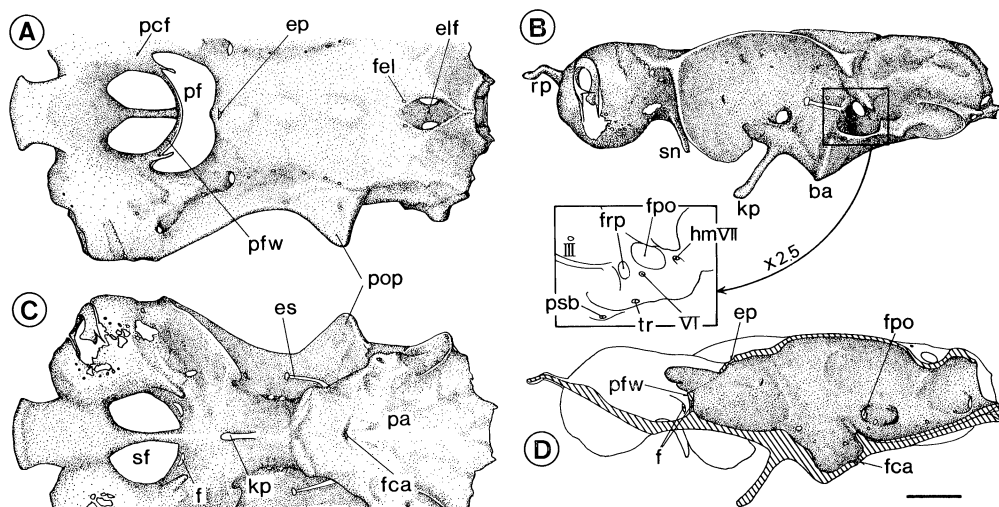 A
pcf
ep
elf
fel
pf
pfw
pop
B
rp
sn
kp
ba
frp
fpo
hmVII
III
psb
tr
VI
x2.5
C
es
pa
sf
f
kp
fca
ep
fpo
pfw
D
f
fca